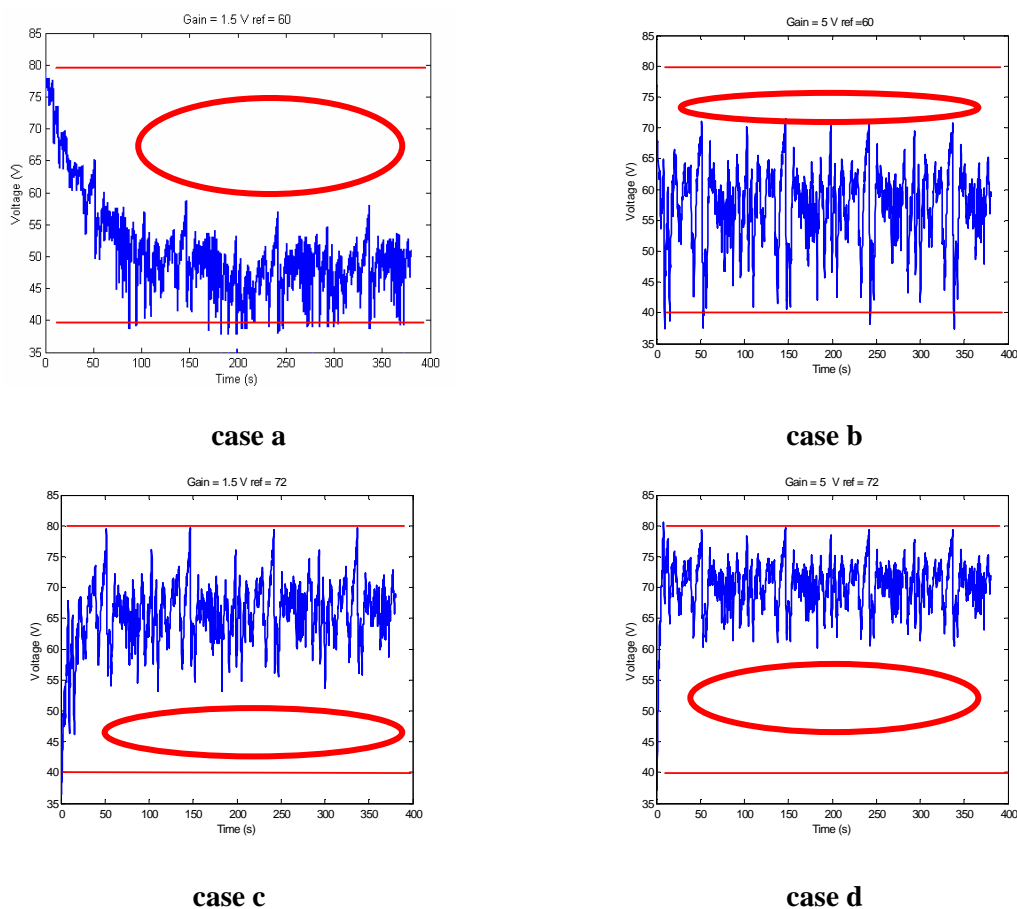 Gain = 1.5 V ref = 60
85
80
75
70
65
60
55
50
45
40
35
Voltage (V)
0 50 100 150 200 250 300 350 400
Time (s)
case a
Gain = 5 V ref =60
85
80
75
70
65
60
55
50
45
40
35
Voltage (V)
0 50 100 150 200 250 300 350 400
Time (s)
case b
Gain = 1.5 V ref = 72
85
80
75
70
65
60
55
50
45
40
35
Voltage (V)
0 50 100 150 200 250 300 350 400
Time (s)
case c
Gain = 5 V ref = 72
85
80
75
70
65
60
55
50
45
40
35
Voltage (V)
0 50 100 150 200 250 300 350 400
Time (s)
case d